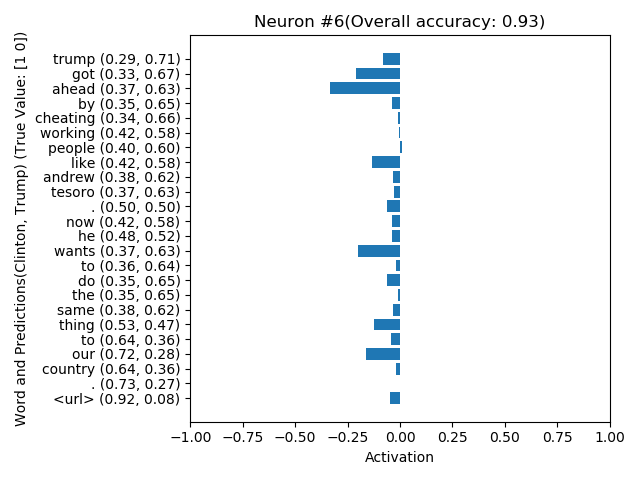 Neuron #6(Overall accuracy: 0.93)
Word and Predictions(Clinton, Trump) (True Value: [1 0])
trump (0.29, 0.71)
got (0.33, 0.67)
ahead (0.37, 0.63)
by (0.35, 0.65)
cheating (0.34, 0.66)
working (0.42, 0.58)
people (0.40, 0.60)
like (0.42, 0.58)
andrew (0.38, 0.62)
tesoro (0.37, 0.63)
. (0.50, 0.50)
now (0.42, 0.58)
he (0.48, 0.52)
wants (0.37, 0.63)
to (0.36, 0.64)
do (0.35, 0.65)
the (0.35, 0.65)
same (0.38, 0.62)
thing (0.53, 0.47)
to (0.64, 0.36)
our (0.72, 0.28)
country (0.64, 0.36)
. (0.73, 0.27)
<url> (0.92, 0.08)
−1.00 −0.75 −0.50 −0.25 0.00 0.25 0.50 0.75 1.00
Activation